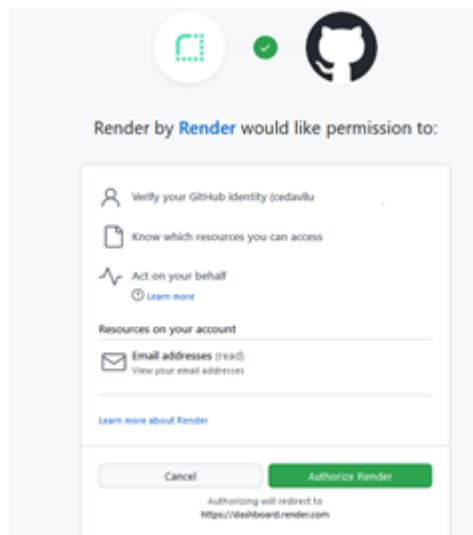 Render by Render would like permission to:
Verify your GitHub identity (cedavilu
Know which resources you can access
Act on your behalf
Learn more
Resources on your account
Email addresses (read)
View your email addresses
Learn more about Render
Cancel
Authorize Render
Authorizing will redirect to
https://dashboard.render.com